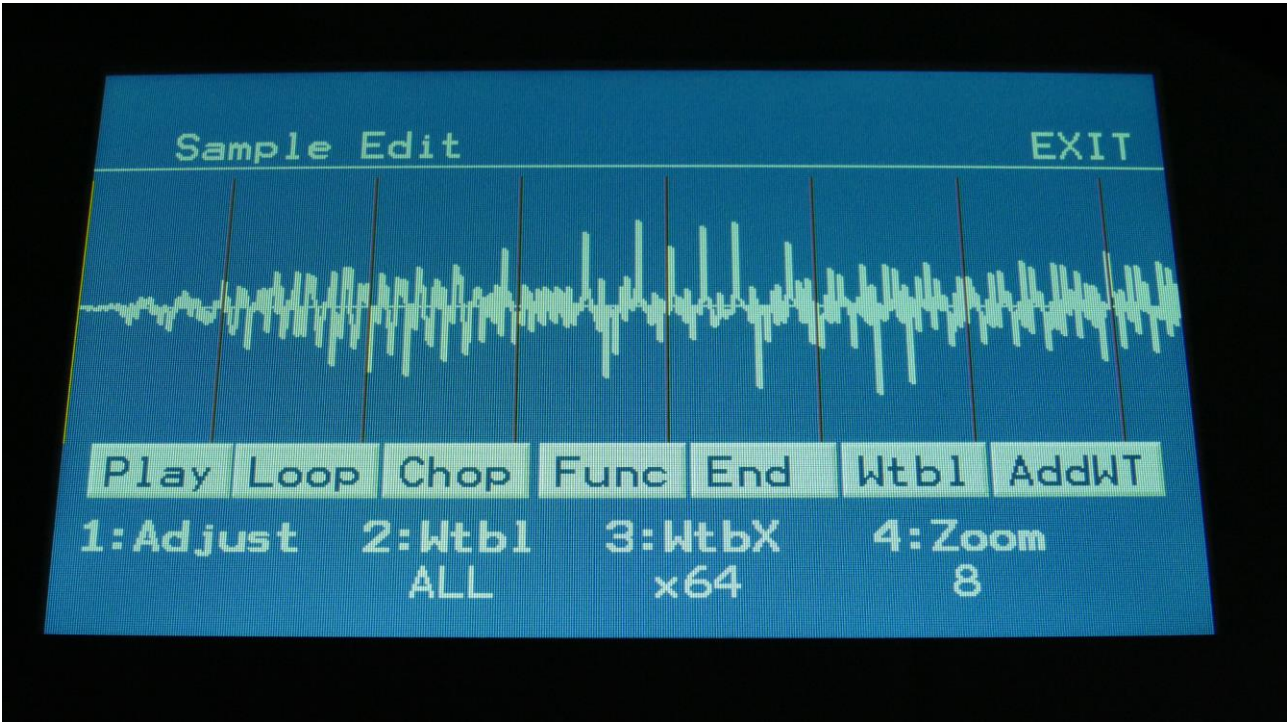 Sample Edit EXIT
Play Loop Chop Func End Wtbl AddWT
1:Adjust 2:Wtbl 3:WtbX 4:Zoom
ALL x64 8